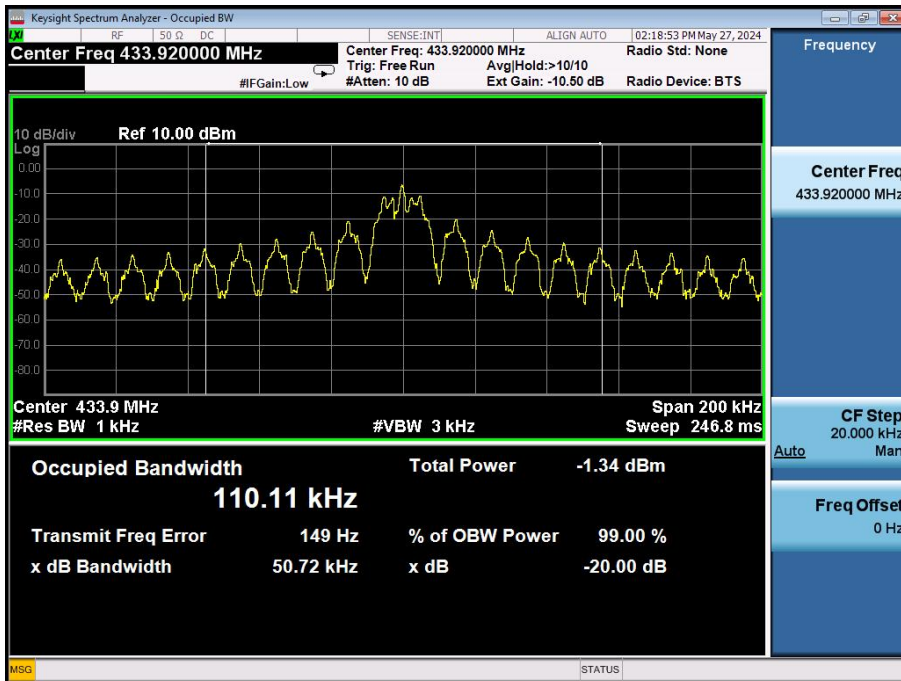 Keysight Spectrum Analyzer - Occupied BW
LXI RF 50 Ω DC SENSE:INT ALIGN AUTO 02:18:53 PM May 27, 2024
Center Freq 433.920000 MHz
Center Freq: 433.920000 MHz Radio Std: None
Trig: Free Run Avg|Hold:>10/10
#IFGain:Low #Atten: 10 dB Ext Gain: -10.50 dB Radio Device: BTS
10 dB/div Ref 10.00 dBm
Log
0.00
-10.0
-20.0
-30.0
-40.0
-50.0
-60.0
-70.0
-80.0
Center 433.9 MHz Span 200 kHz
#Res BW 1 kHz #VBW 3 kHz Sweep 246.8 ms
Occupied Bandwidth Total Power -1.34 dBm
110.11 kHz
Transmit Freq Error 149 Hz % of OBW Power 99.00 %
x dB Bandwidth 50.72 kHz x dB -20.00 dB
MSG STATUS
Frequency
Center Freq
433.920000 MHz
CF Step
20.000 kHz
Auto Man
Freq Offset
0 Hz